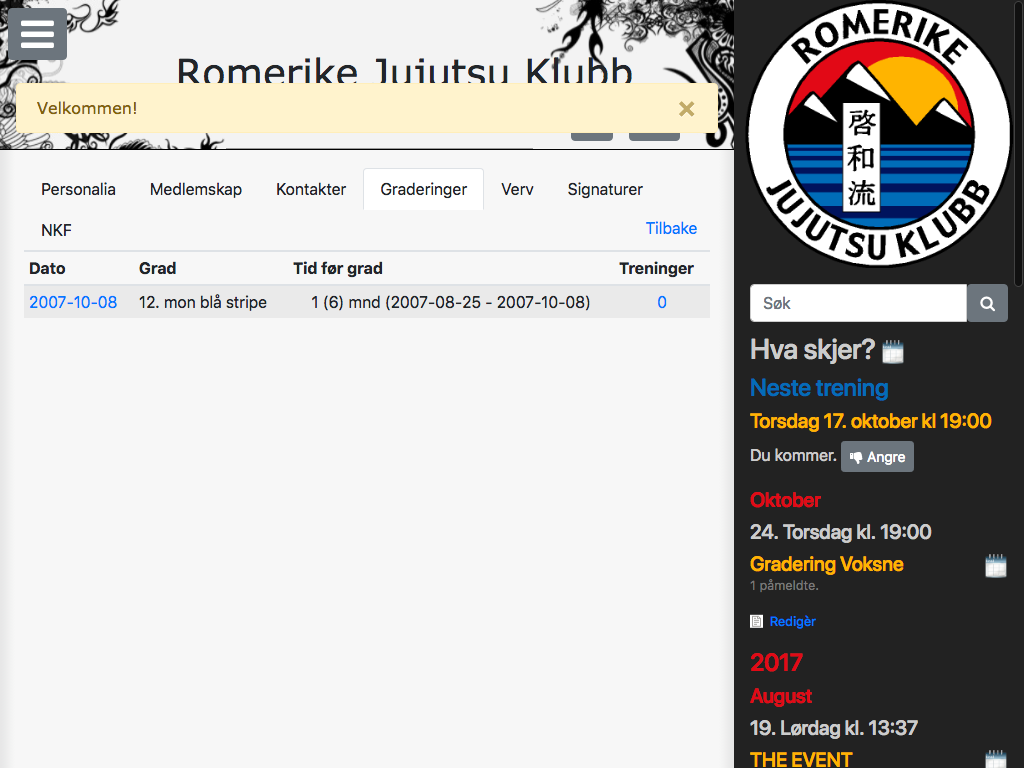 Romerike Jujutsu Klubb
Velkommen!
×
Personalia Medlemskap Kontakter Graderinger Verv Signaturer
NKF Tilbake
Dato Grad Tid før grad Treninger
2007-10-08 12. mon blå stripe 1 (6) mnd (2007-08-25 - 2007-10-08) 0
ROMERIKE
啓和流
JUJUTSU KLUBB
Søk
Hva skjer?
Neste trening
Torsdag 17. oktober kl 19:00
Du kommer. Angre
Oktober
24. Torsdag kl. 19:00
Gradering Voksne
1 påmeldte.
Redigèr
2017
August
19. Lørdag kl. 13:37
THE EVENT